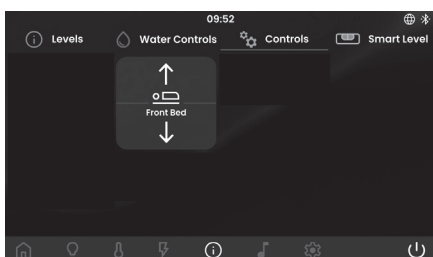 09:52
Levels
Water Controls
Controls
Smart Level
Front Bed